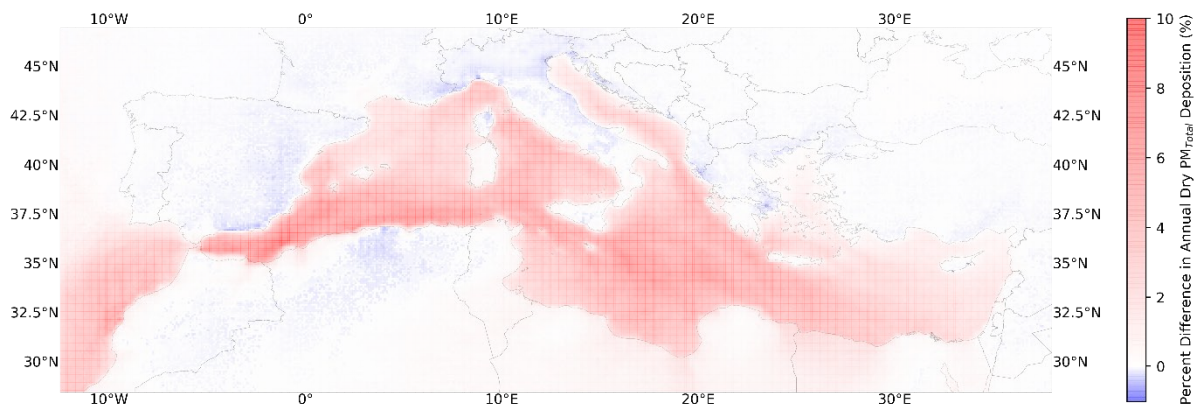 10°W 0° 10°E 20°E 30°E
45°N 45°N
42.5°N 42.5°N
40°N 40°N
37.5°N 37.5°N
35°N 35°N
32.5°N 32.5°N
30°N 30°N
10°W 0° 10°E 20°E 30°E
10
8
6
4
2
0
Percent Difference in Annual Dry PM_Total Deposition (%)